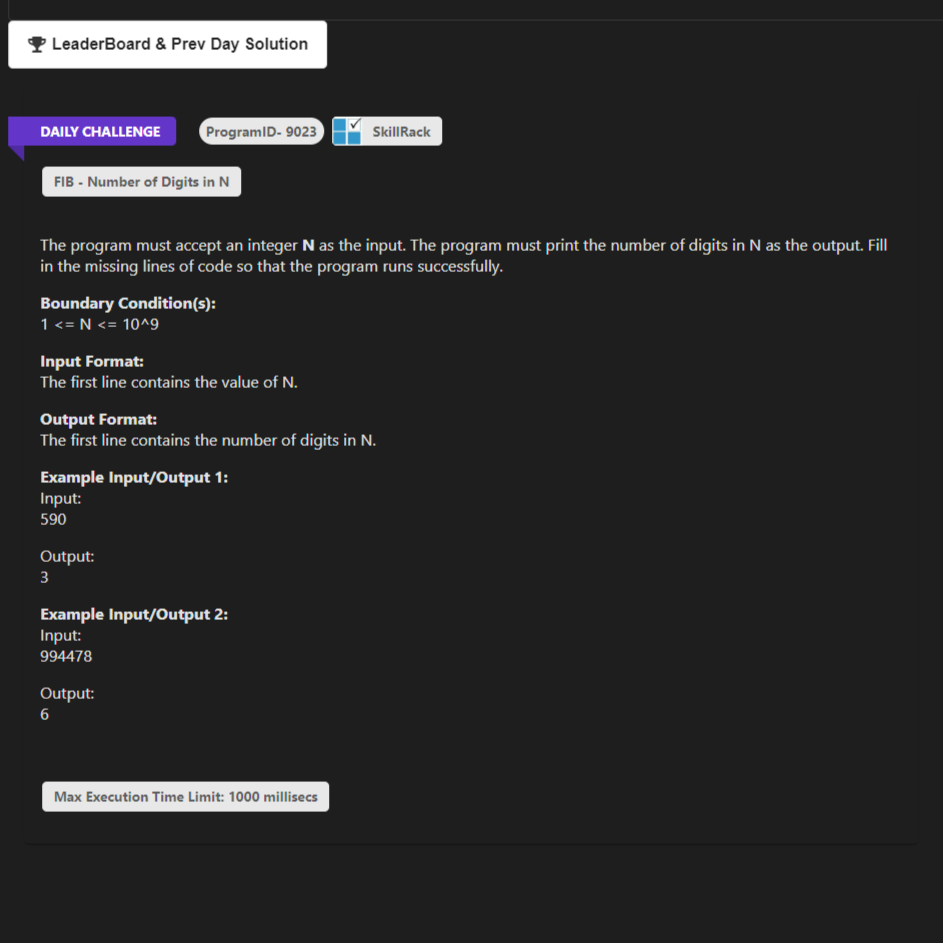 LeaderBoard & Prev Day Solution
DAILY CHALLENGE
ProgramID- 9023
SkillRack
FIB - Number of Digits in N
The program must accept an integer N as the input. The program must print the number of digits in N as the output. Fill
in the missing lines of code so that the program runs successfully.
Boundary Condition(s):
1 <= N <= 10^9
Input Format:
The first line contains the value of N.
Output Format:
The first line contains the number of digits in N.
Example Input/Output 1:
Input:
590
Output:
3
Example Input/Output 2:
Input:
994478
Output:
6
Max Execution Time Limit: 1000 millisecs